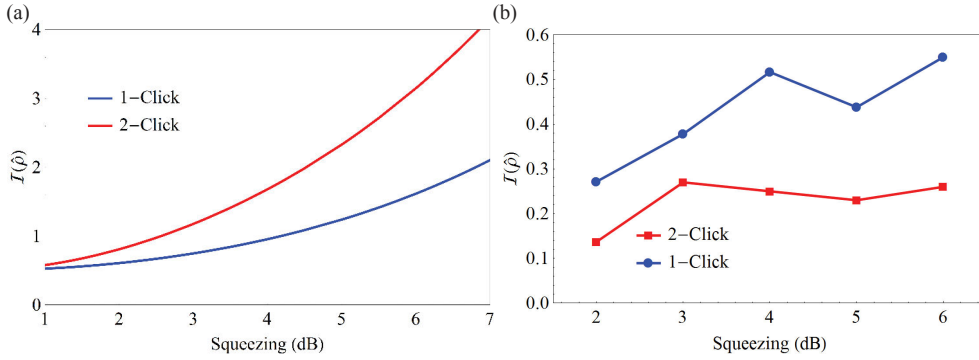 (a)
4
3
2
1
0
I(ρ̂)
1−Click
2−Click
1 2 3 4 5 6 7
Squeezing (dB)
(b)
0.6
0.5
0.4
0.3
0.2
0.1
0.0
I(ρ̂)
2−Click
1−Click
2 3 4 5 6
Squeezing (dB)